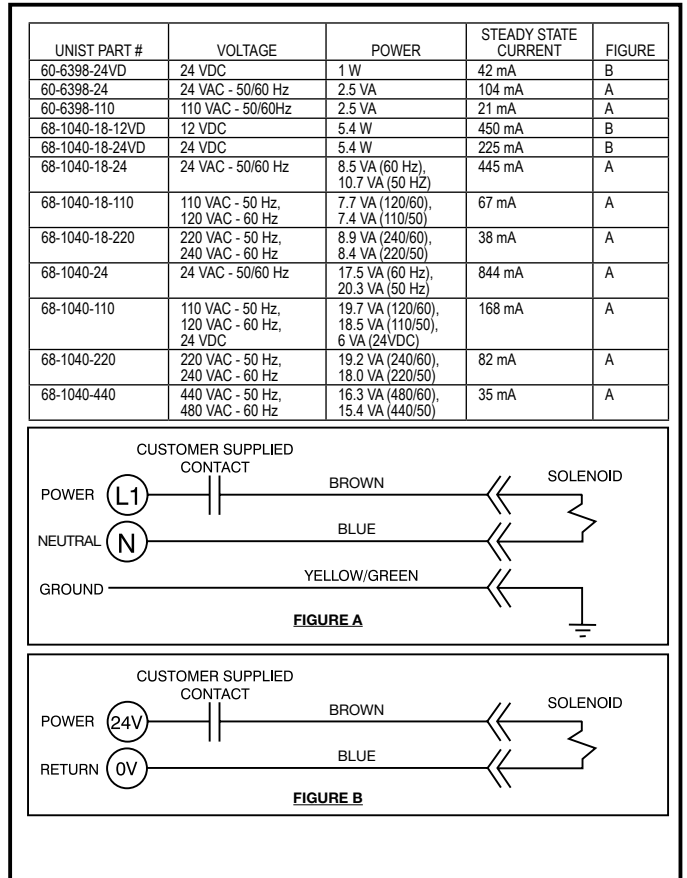 UNIST PART # VOLTAGE POWER STEADY STATE CURRENT FIGURE
60-6398-24VD 24 VDC 1 W 42 mA B
60-6398-24 24 VAC - 50/60 Hz 2.5 VA 104 mA A
60-6398-110 110 VAC - 50/60Hz 2.5 VA 21 mA A
68-1040-18-12VD 12 VDC 5.4 W 450 mA B
68-1040-18-24VD 24 VDC 5.4 W 225 mA B
68-1040-18-24 24 VAC - 50/60 Hz 8.5 VA (60 Hz), 445 mA A
10.7 VA (50 HZ)
68-1040-18-110 110 VAC - 50 Hz, 7.7 VA (120/60), 67 mA A
120 VAC - 60 Hz 7.4 VA (110/50)
68-1040-18-220 220 VAC - 50 Hz, 8.9 VA (240/60), 38 mA A
240 VAC - 60 Hz 8.4 VA (220/50)
68-1040-24 24 VAC - 50/60 Hz 17.5 VA (60 Hz), 844 mA A
20.3 VA (50 Hz)
68-1040-110 110 VAC - 50 Hz, 19.7 VA (120/60), 168 mA A
120 VAC - 60 Hz, 18.5 VA (110/50),
24 VDC 6 VA (24VDC)
68-1040-220 220 VAC - 50 Hz, 19.2 VA (240/60), 82 mA A
240 VAC - 60 Hz 18.0 VA (220/50)
68-1040-440 440 VAC - 50 Hz, 16.3 VA (480/60), 35 mA A
480 VAC - 60 Hz 15.4 VA (440/50)
CUSTOMER SUPPLIED
CONTACT
POWER L1 BROWN SOLENOID
NEUTRAL N BLUE
GROUND YELLOW/GREEN
FIGURE A
CUSTOMER SUPPLIED
CONTACT
POWER 24V BROWN SOLENOID
RETURN 0V BLUE
FIGURE B